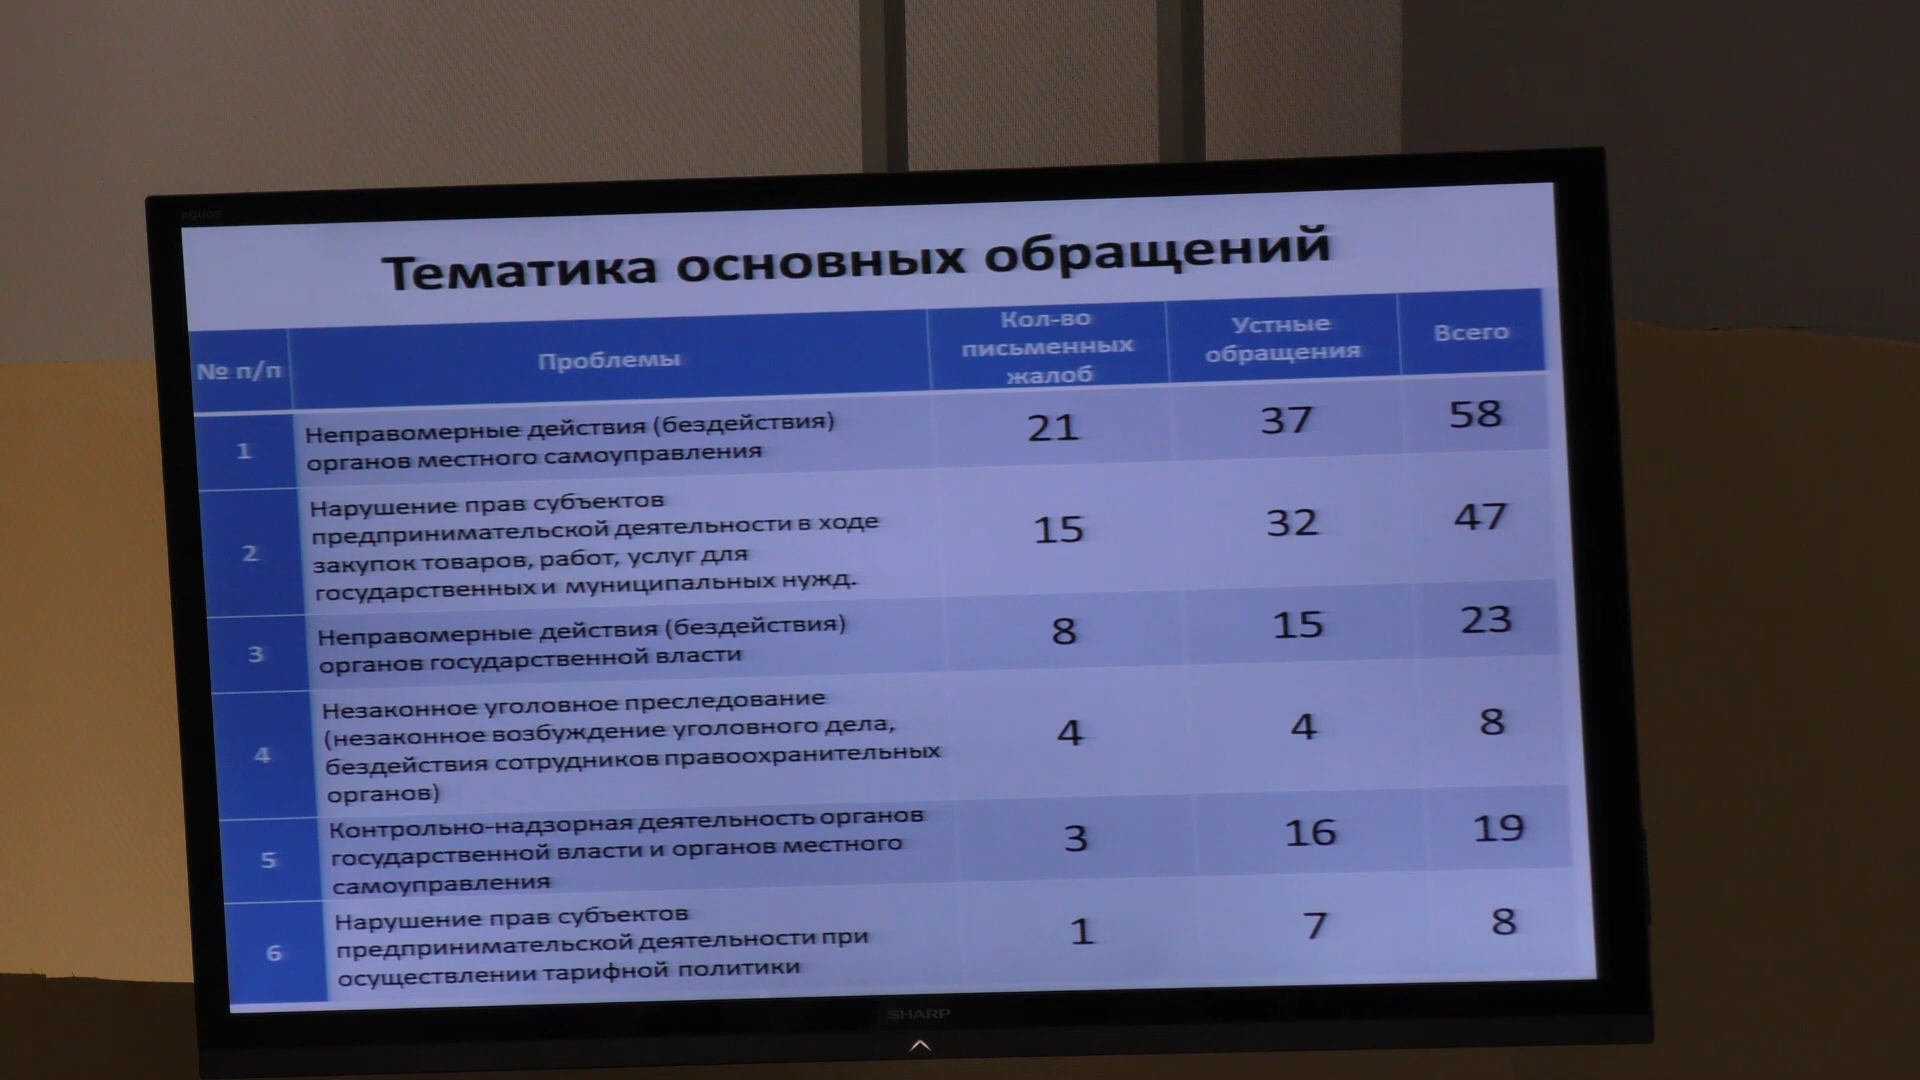 AQUOS
Тематика основных обращений
№ п/п
Проблемы
Кол-во
письменных
жалоб
Устные
обращения
Всего
1
Неправомерные действия (бездействия)
органов местного самоуправления
21
37
58
2
Нарушение прав субъектов
предпринимательской деятельности в ходе
закупок товаров, работ, услуг для
государственных и муниципальных нужд.
15
32
47
3
Неправомерные действия (бездействия)
органов государственной власти
8
15
23
4
Незаконное уголовное преследование
(незаконное возбуждение уголовного дела,
бездействия сотрудников правоохранительных
органов)
4
4
8
5
Контрольно-надзорная деятельность органов
государственной власти и органов местного
самоуправления
3
16
19
6
Нарушение прав субъектов
предпринимательской деятельности при
осуществлении тарифной политики
1
7
8
SHARP